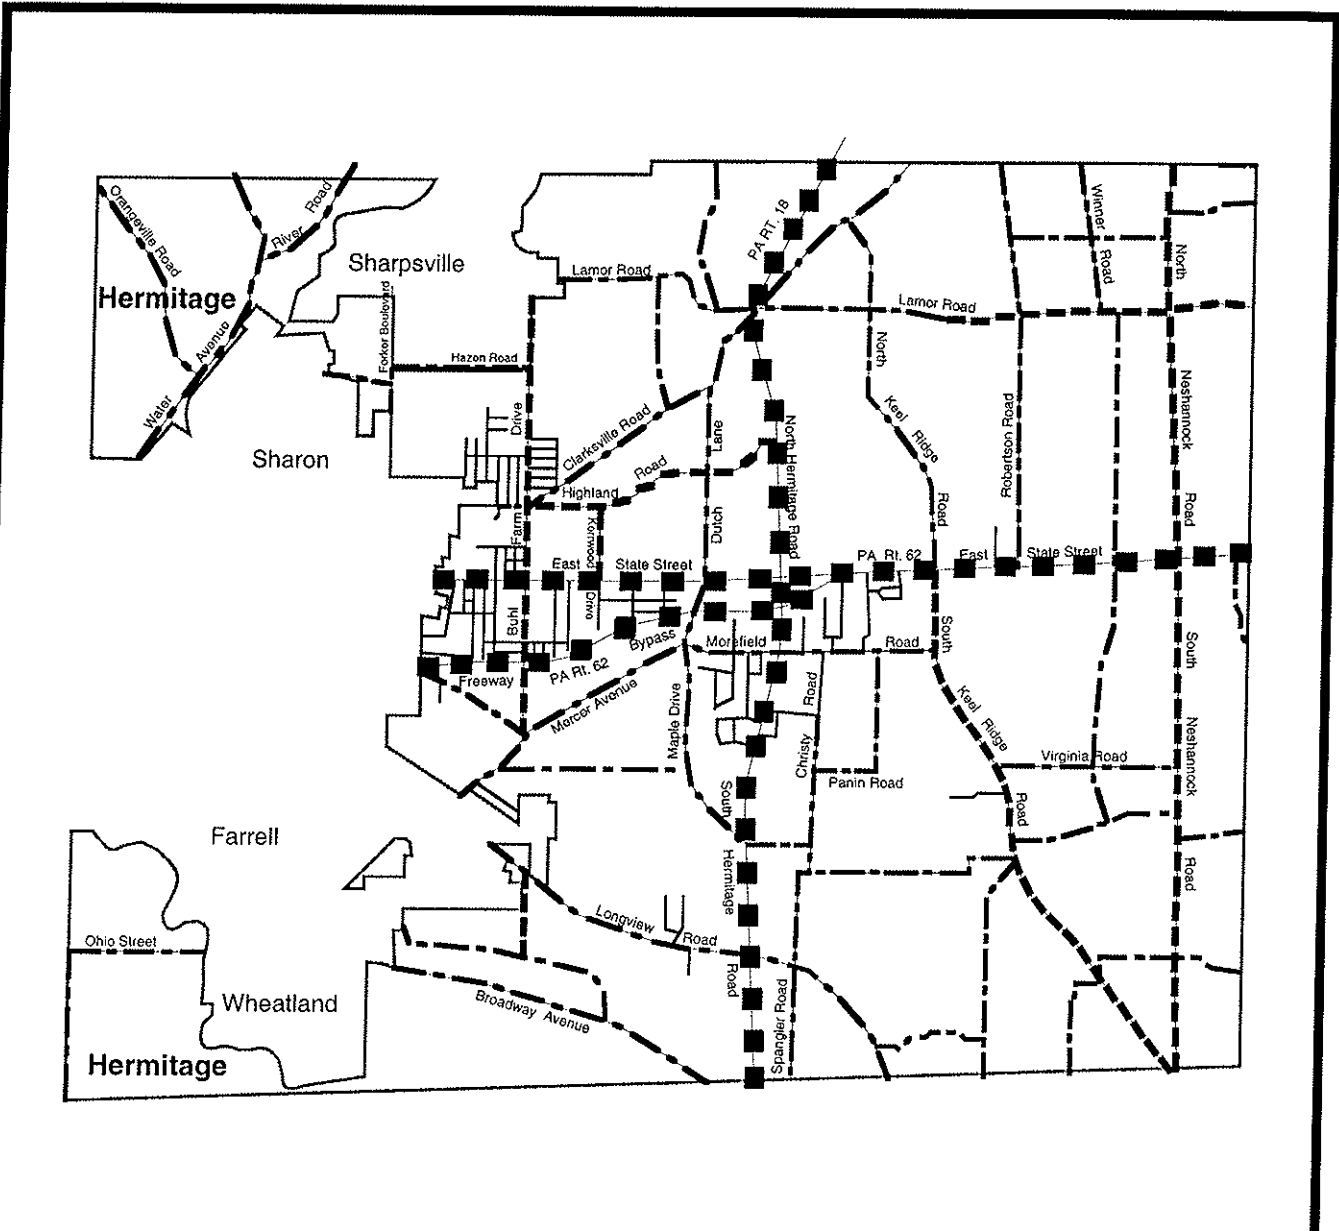 Orangeville Road
River Road
Sharpsville
Hermitage
Water Avenue
Sharon
Forker Boulevard
Hazen Road
PA RT. 18
Lamor Road
Lamor Road
Winner Road
North
Neshannock
Road
North
Keel Ridge
Road
Robertson Road
Clarksville Road
Highland Road
Dutch Lane
North Hermitage Road
Buhl Farm Drive
Kerrwood Drive
East State Street
PA. Rt. 62
East State Street
Freeway
PA Rt. 62
Bypass
Mercer Avenue
Morefield Road
Maple Drive
Christy Road
Panin Road
South
Keel Ridge
Road
Virginia Road
South
Neshannock
Road
South Hermitage Road
Farrell
Longview Road
Ohio Street
Wheatland
Broadway Avenue
Spangler Road
Hermitage